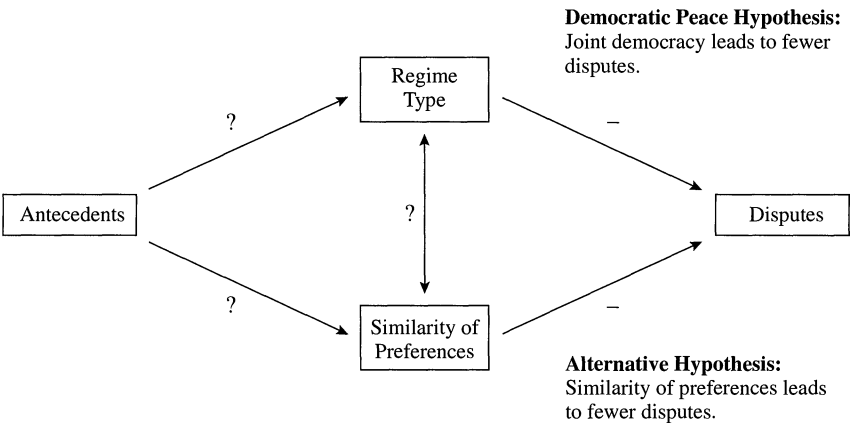 Democratic Peace Hypothesis:
Joint democracy leads to fewer
disputes.
Regime
Type
?
–
Antecedents
?
Disputes
?
–
Similarity of
Preferences
Alternative Hypothesis:
Similarity of preferences leads
to fewer disputes.